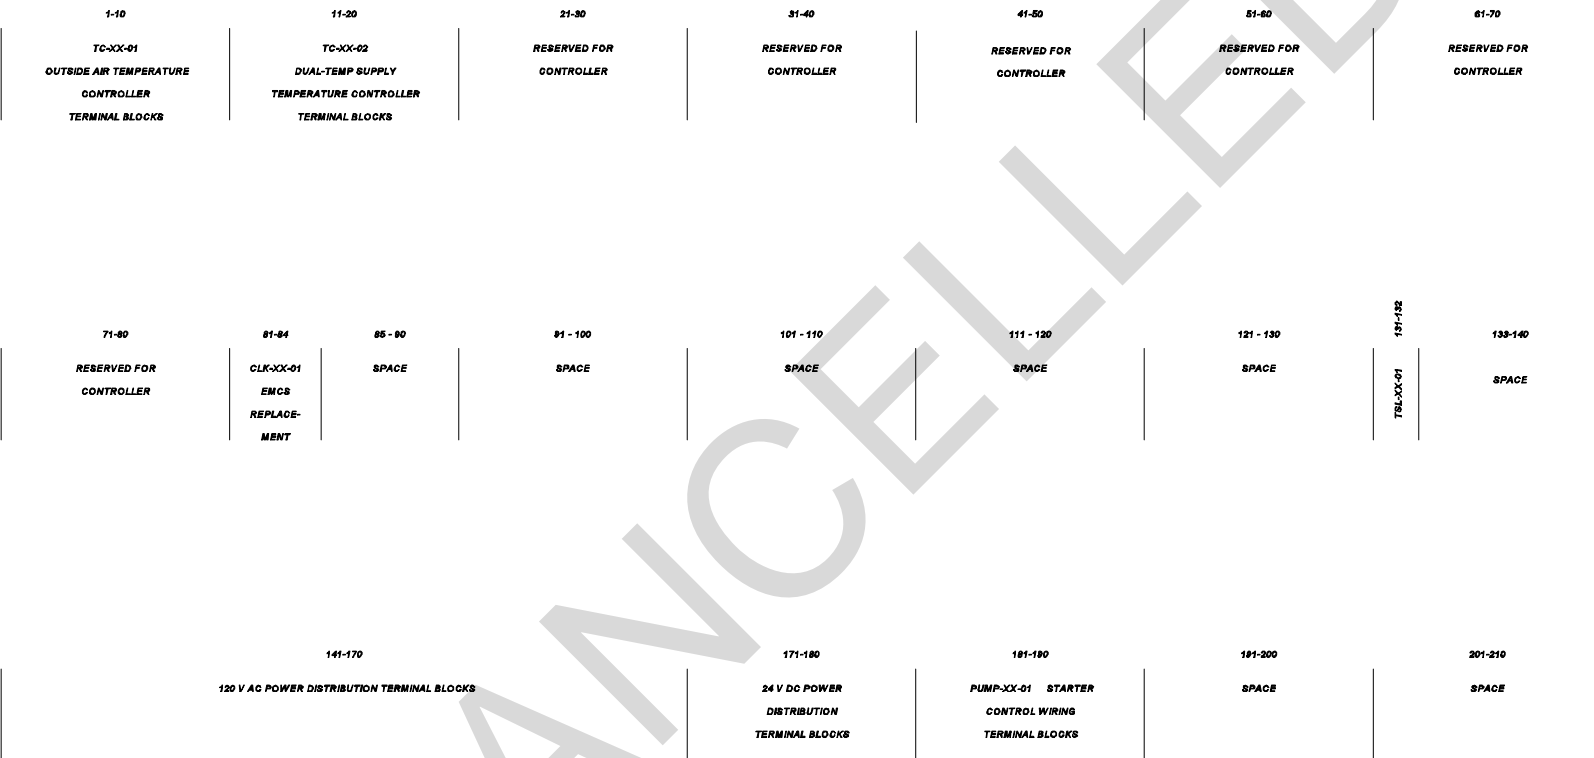 1-10 11-20 21-30 31-40 41-50 51-60 61-70
TC-XX-01 TC-XX-02 RESERVED FOR RESERVED FOR RESERVED FOR RESERVED FOR RESERVED FOR
OUTSIDE AIR TEMPERATURE DUAL-TEMP SUPPLY CONTROLLER CONTROLLER CONTROLLER CONTROLLER CONTROLLER
CONTROLLER TEMPERATURE CONTROLLER
TERMINAL BLOCKS TERMINAL BLOCKS
131-132
71-80 81-84 85 - 90 91 - 100 101 - 110 111 - 120 121 - 130 133-140
RESERVED FOR CLK-XX-01 SPACE SPACE SPACE SPACE SPACE TSL-XX-01 SPACE
CONTROLLER EMCS
REPLACE-
MENT
141-170 171-180 181-190 191-200 201-210
120 V AC POWER DISTRIBUTION TERMINAL BLOCKS 24 V DC POWER PUMP-XX-01 STARTER SPACE SPACE
DISTRIBUTION CONTROL WIRING
TERMINAL BLOCKS TERMINAL BLOCKS
ANCELLED